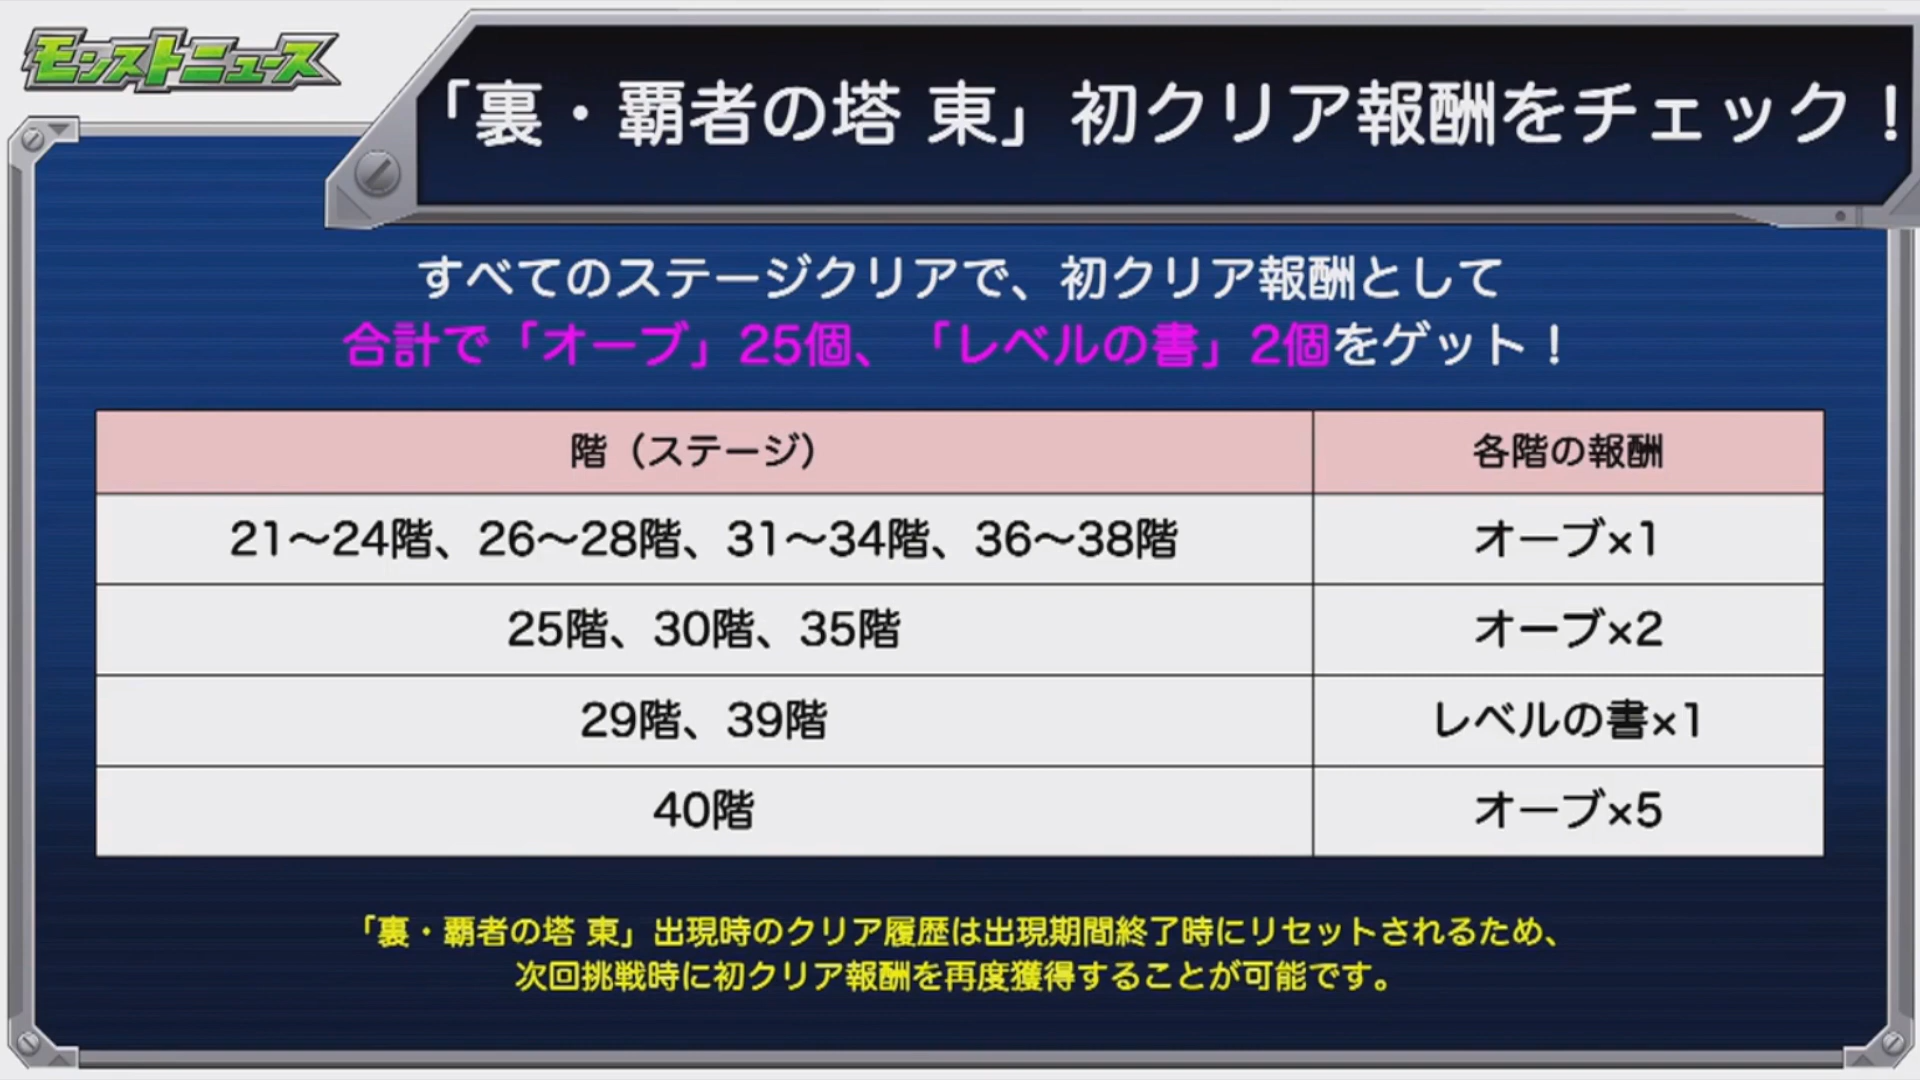 モンストニュース
「裏・覇者の塔 東」初クリア報酬をチェック！
すべてのステージクリアで、初クリア報酬として
合計で「オーブ」25個、「レベルの書」2個をゲット！
階（ステージ） 各階の報酬
21〜24階、26〜28階、31〜34階、36〜38階 オーブ×1
25階、30階、35階 オーブ×2
29階、39階 レベルの書×1
40階 オーブ×5
「裏・覇者の塔 東」出現時のクリア履歴は出現期間終了時にリセットされるため、
次回挑戦時に初クリア報酬を再度獲得することが可能です。